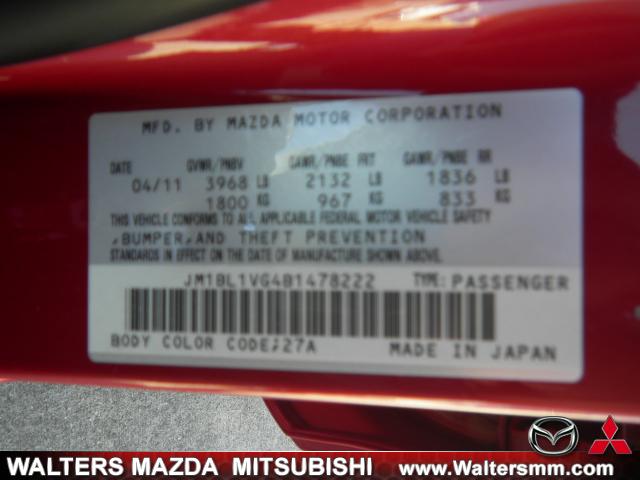 MFD. BY MAZDA MOTOR CORPORATION
DATE GVWR/PNBV GAWR/PNBE FRT GAWR/PNBE RR
04/11 3968 LB 2132 LB 1836 LB
1800 KG 967 KG 833 KG
THIS VEHICLE CONFORMS TO ALL APPLICABLE FEDERAL MOTOR VEHICLE SAFETY
,BUMPER,AND THEFT PREVENTION
STANDARDS IN EFFECT ON THE DATE OF MANUFACTURE SHOWN ABOVE.
JM1BL1VG4B1478222 TYPE:PASSENGER
BODY COLOR CODE;27A MADE IN JAPAN
WALTERS MAZDA MITSUBISHI www.Waltersmm.com